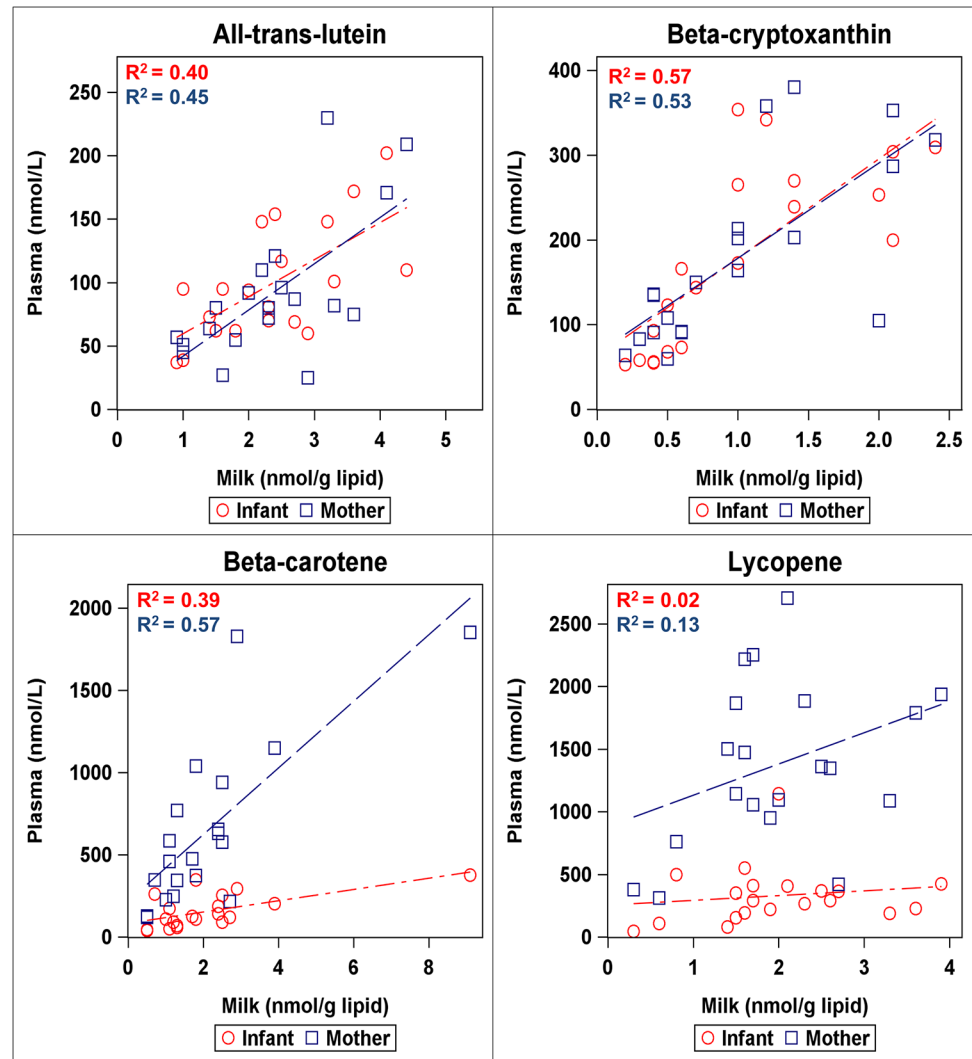 All-trans-lutein
R² = 0.40
R² = 0.45
250
200
150
100
50
0
Plasma (nmol/L)
0 1 2 3 4 5
Milk (nmol/g lipid)
Infant Mother
Beta-cryptoxanthin
R² = 0.57
R² = 0.53
400
300
200
100
0
Plasma (nmol/L)
0.0 0.5 1.0 1.5 2.0 2.5
Milk (nmol/g lipid)
Infant Mother
Beta-carotene
R² = 0.39
R² = 0.57
2000
1500
1000
500
0
Plasma (nmol/L)
0 2 4 6 8
Milk (nmol/g lipid)
Infant Mother
Lycopene
R² = 0.02
R² = 0.13
2500
2000
1500
1000
500
0
Plasma (nmol/L)
0 1 2 3 4
Milk (nmol/g lipid)
Infant Mother